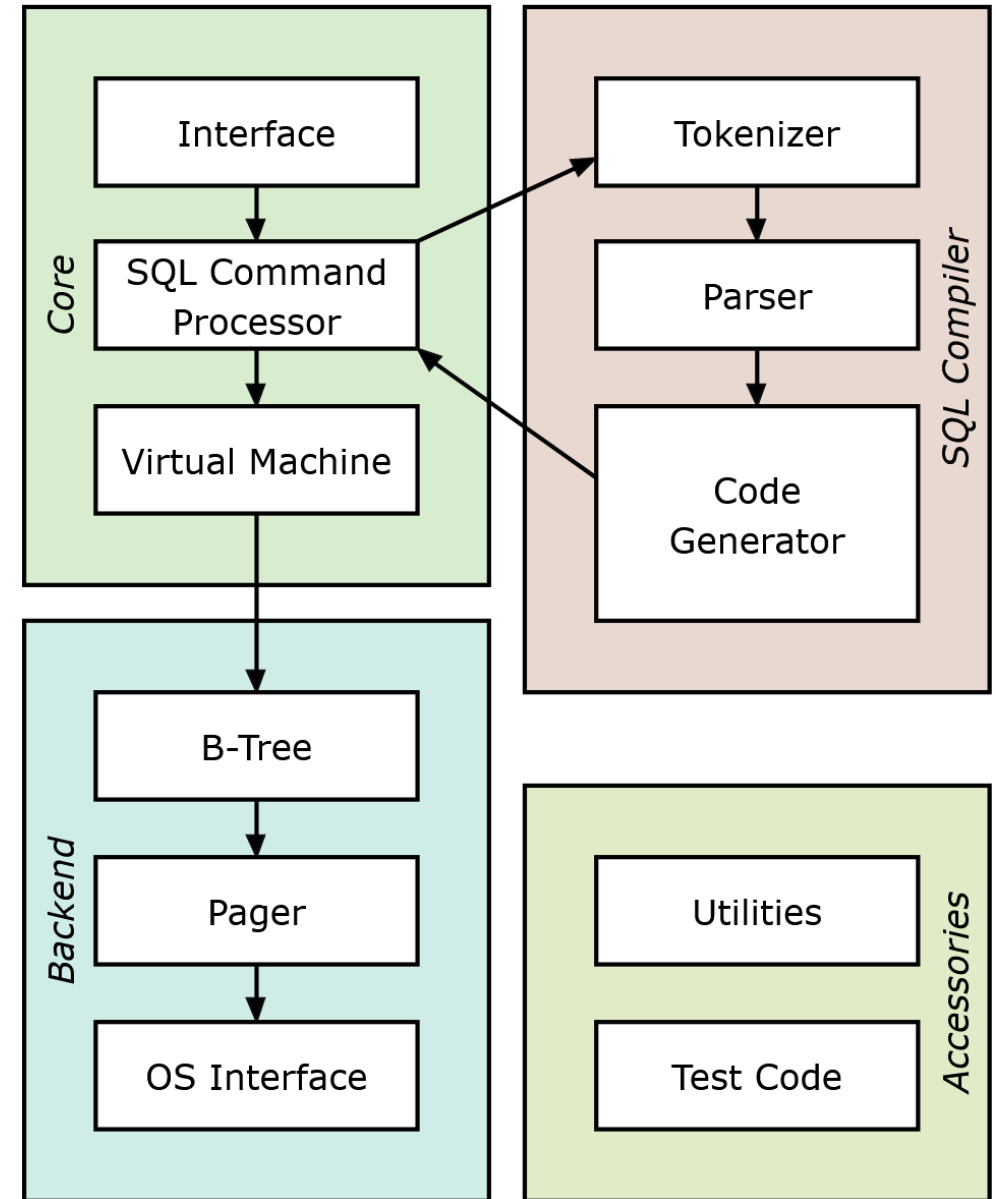 Core
Interface
SQL Command
Processor
Virtual Machine
SQL Compiler
Tokenizer
Parser
Code
Generator
Backend
B-Tree
Pager
OS Interface
Accessories
Utilities
Test Code